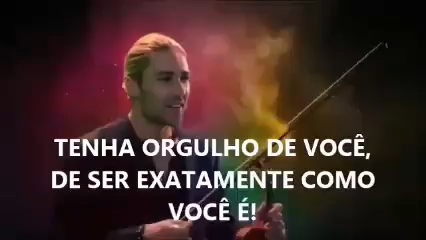 TENHA ORGULHO DE VOCÊ,
DE SER EXATAMENTE COMO
VOCÊ É!